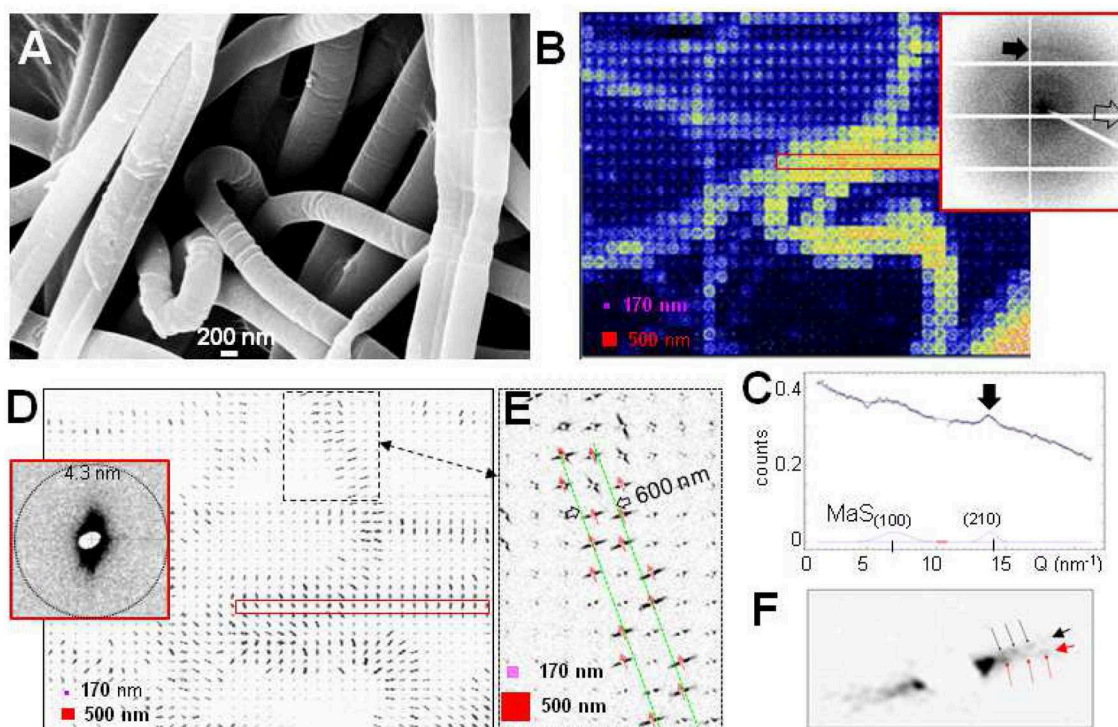 A
200 nm
B
170 nm
500 nm
C
0.4
0.2
0
counts
MaS(100)
(210)
0 5 10 15 Q (nm⁻¹)
D
4.3 nm
170 nm
500 nm
E
600 nm
170 nm
500 nm
F